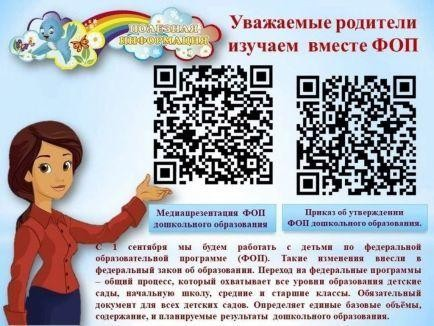 ПОЛЕЗНАЯ
ИНФОРМАЦИЯ
Уважаемые родители
изучаем вместе ФОП
Медиапрезентация ФОП
дошкольного образования
Приказ об утверждении
ФОП дошкольного образования.
С 1 сентября мы будем работать с детьми по федеральной
образовательной программе (ФОП). Такие изменения внесли в
федеральный закон об образовании. Переход на федеральные программы
– общий процесс, который охватывает все уровни образования детские
сады, начальную школу, средние и старшие классы. Обязательный
документ для всех детских садов. Определяет единые базовые объёмы,
содержание, и планируемые результаты дошкольного образования.